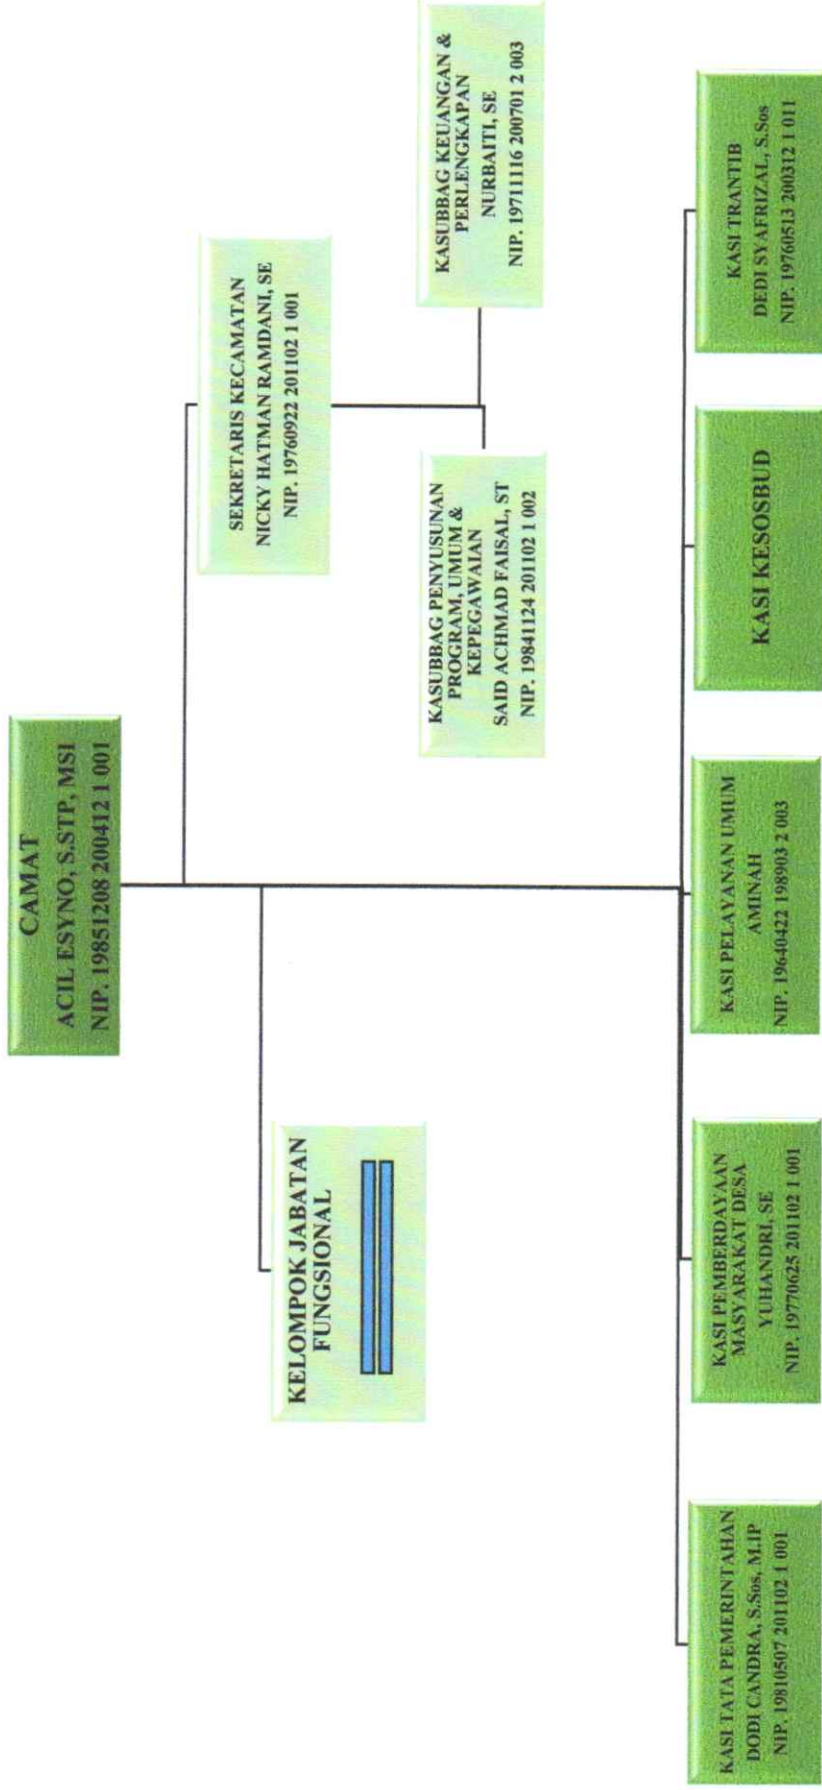 CAMAT
ACIL ESYNO, S.STP, MSI
NIP. 19851208 200412 1 001
SEKRETARIS KECAMATAN
NICKY HATMAN RAMDANI, SE
NIP. 19760922 201102 1 001
KELOMPOK JABATAN
FUNGSIONAL
KASUBBAG PENYUSUNAN
PROGRAM, UMUM &
KEPEGAWAIAN
SAID ACHMAD FAISAL, ST
NIP. 19841124 201102 1 002
KASUBBAG KEUANGAN &
PERLENGKAPAN
NURBAITI, SE
NIP. 19711116 200701 2 003
KASI TATA PEMERINTAHAN
DODI CANDRA, S.Sos, M.IP
NIP. 19810507 201102 1 001
KASI PEMBERDAYAAN
MASYARAKAT DESA
YUHANDRI, SE
NIP. 19770625 201102 1 001
KASI PELAYANAN UMUM
AMINAH
NIP. 19640422 198903 2 003
KASI KESOSBUD
KASI TRANTIB
DEDI SYAFRIZAL, S.Sos
NIP. 19760513 200312 1 011